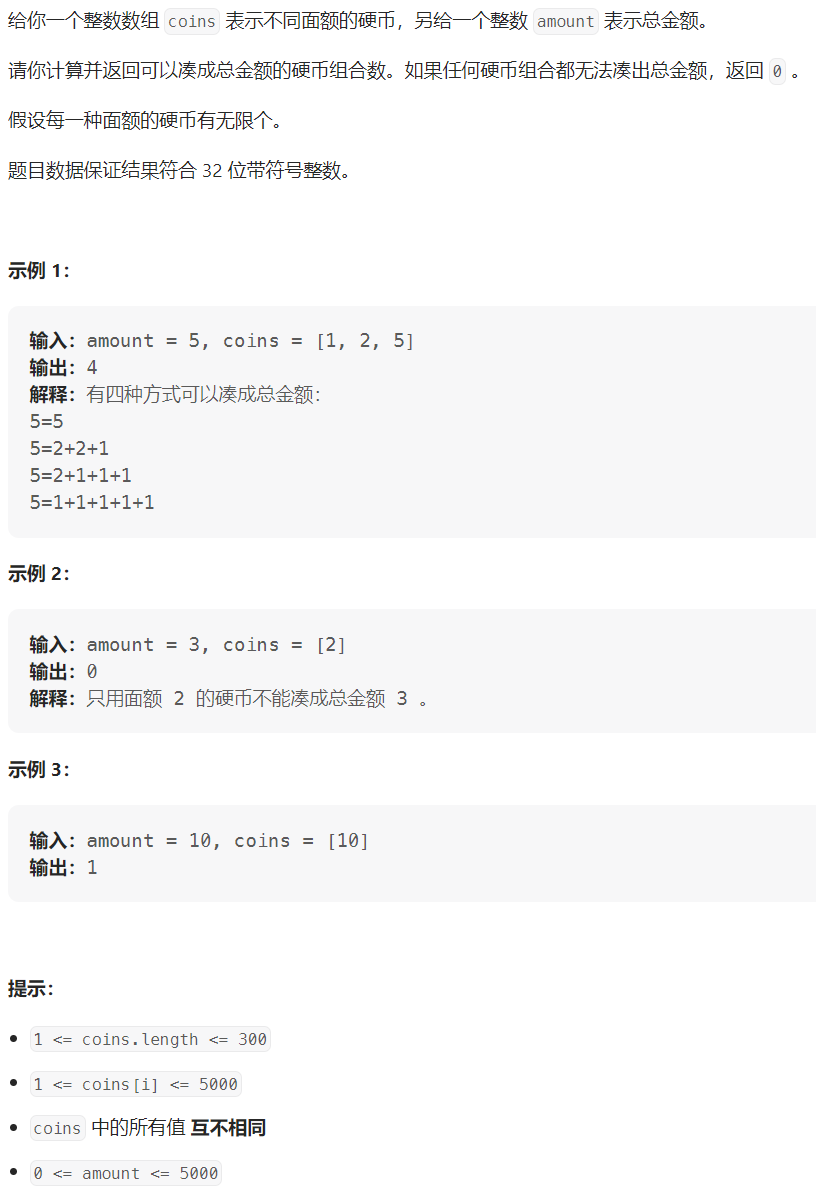 给你一个整数数组 coins 表示不同面额的硬币，另给一个整数 amount 表示总金额。
请你计算并返回可以凑成总金额的硬币组合数。如果任何硬币组合都无法凑出总金额，返回 0 。
假设每一种面额的硬币有无限个。
题目数据保证结果符合 32 位带符号整数。
示例 1：
输入：amount = 5, coins = [1, 2, 5]
输出：4
解释：有四种方式可以凑成总金额：
5=5
5=2+2+1
5=2+1+1+1
5=1+1+1+1+1
示例 2：
输入：amount = 3, coins = [2]
输出：0
解释：只用面额 2 的硬币不能凑成总金额 3 。
示例 3：
输入：amount = 10, coins = [10]
输出：1
提示：
1 <= coins.length <= 300
1 <= coins[i] <= 5000
coins 中的所有值 互不相同
0 <= amount <= 5000